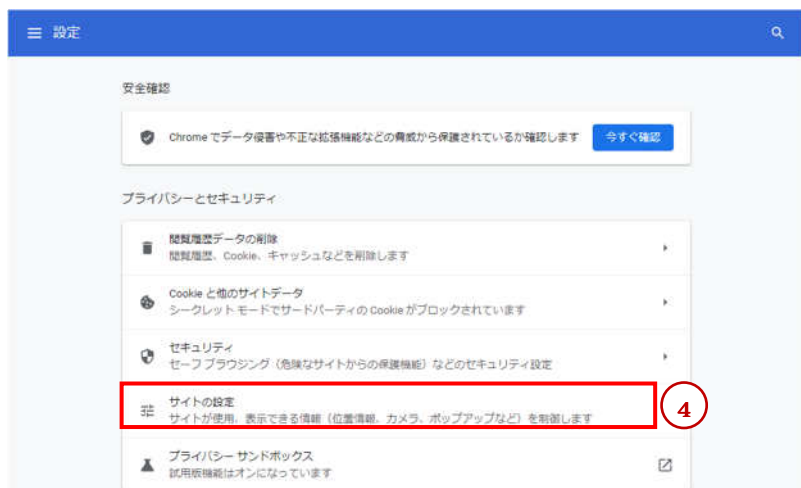 設定
安全確認
Chrome でデータ侵害や不正な拡張機能などの脅威から保護されているか確認します
今すぐ確認
プライバシーとセキュリティ
閲覧履歴データの削除
閲覧履歴、Cookie、キャッシュなどを削除します
Cookie と他のサイトデータ
シークレット モードでサードパーティの Cookie がブロックされています
セキュリティ
セーフ ブラウジング（危険なサイトからの保護機能）などのセキュリティ設定
サイトの設定
サイトが使用、表示できる情報（位置情報、カメラ、ポップアップなど）を制御します
4
プライバシー サンドボックス
試用版機能はオンになっています